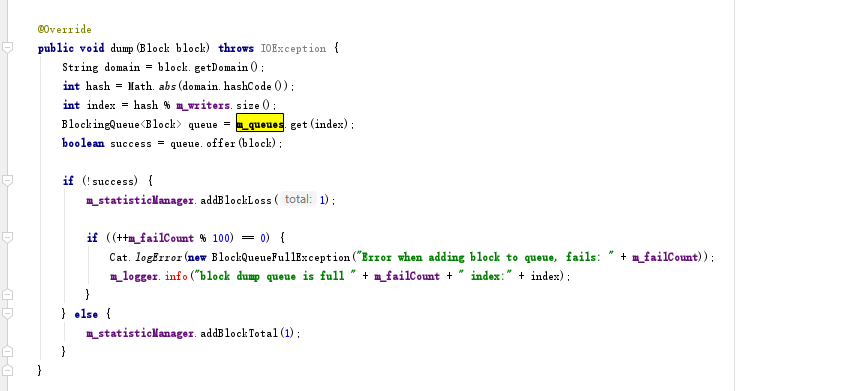 @Override
public void dump(Block block) throws IOException {
String domain = block.getDomain();
int hash = Math.abs(domain.hashCode());
int index = hash % m_writers.size();
BlockingQueue<Block> queue = m_queues.get(index);
boolean success = queue.offer(block);
if (!success) {
m_statisticManager.addBlockLoss( total: 1);
if ((++m_failCount % 100) == 0) {
Cat.logError(new BlockQueueFullException("Error when adding block to queue, fails: " + m_failCount));
m_logger.info("block dump queue is full " + m_failCount + " index:" + index);
}
} else {
m_statisticManager.addBlockTotal(1);
}
}